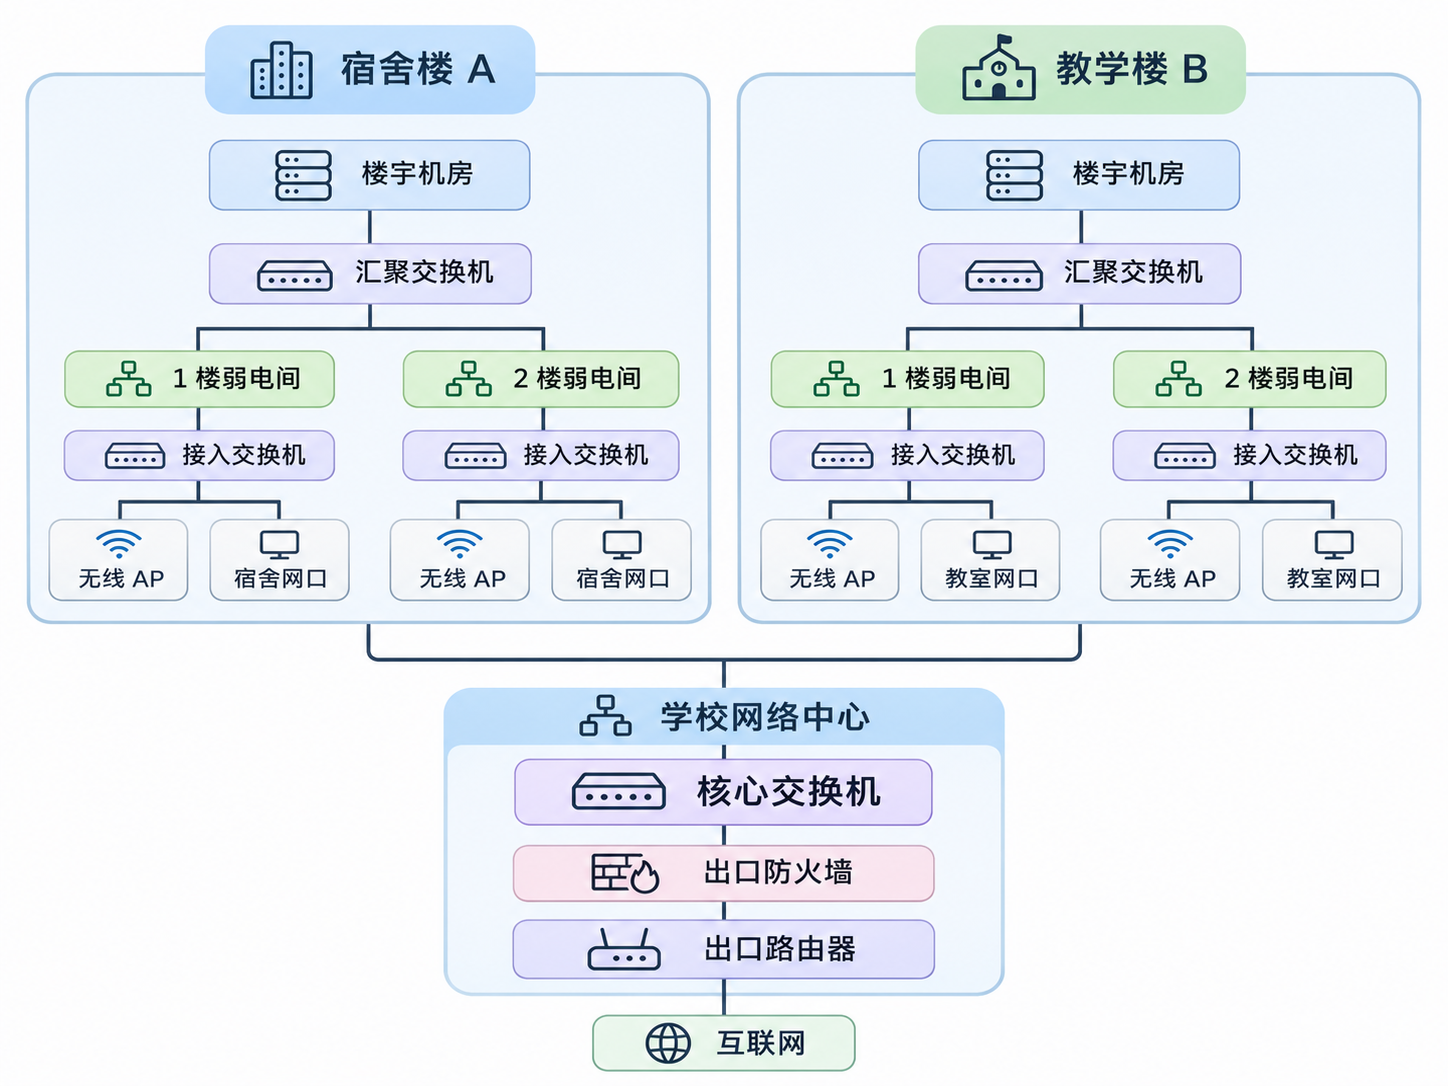 宿舍楼 A
楼宇机房
汇聚交换机
1 楼弱电间
2 楼弱电间
接入交换机
接入交换机
无线 AP
宿舍网口
无线 AP
宿舍网口
教学楼 B
楼宇机房
汇聚交换机
1 楼弱电间
2 楼弱电间
接入交换机
接入交换机
无线 AP
教室网口
无线 AP
教室网口
学校网络中心
核心交换机
出口防火墙
出口路由器
互联网